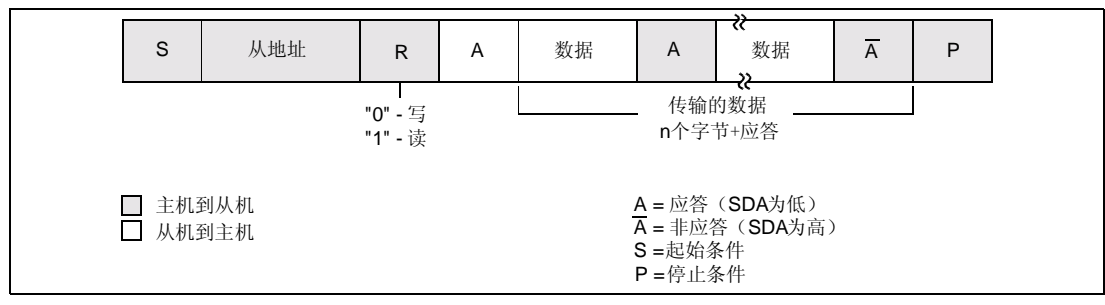 S 从地址 R A 数据 A 数据 A̅ P
"0" - 写
"1" - 读
传输的数据
n个字节+应答
主机到从机
从机到主机
A = 应答（SDA为低）
A̅ = 非应答（SDA为高）
S =起始条件
P =停止条件